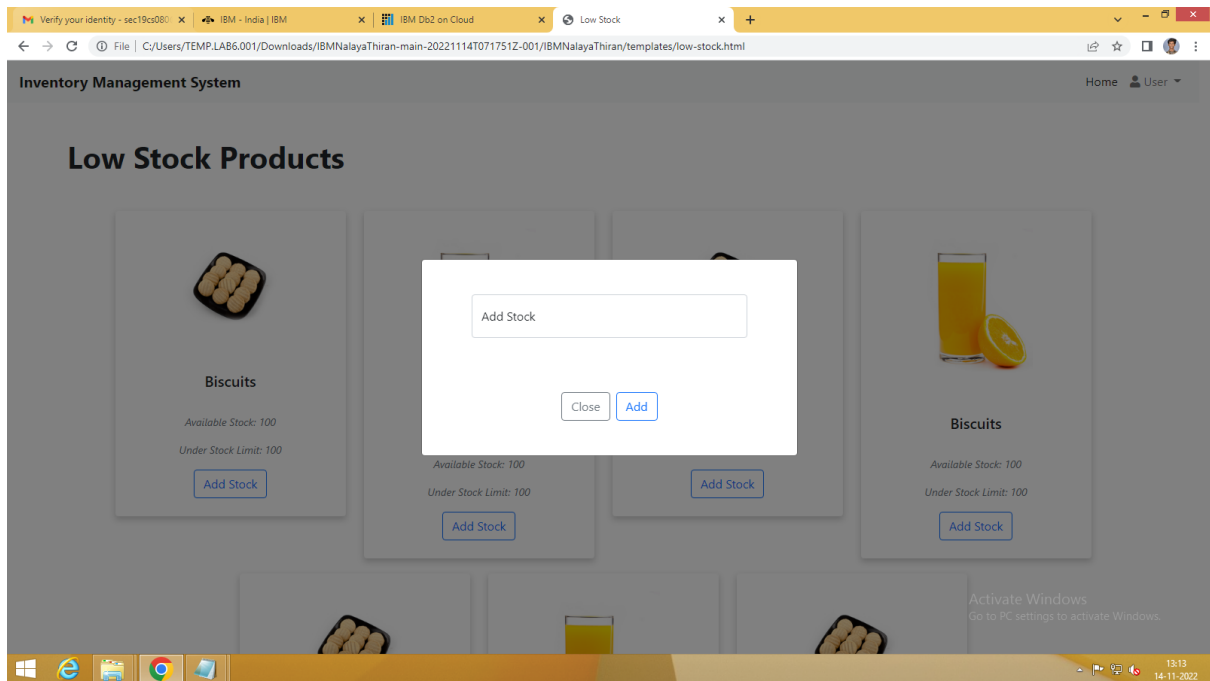 Verify your identity - sec19cs080 IBM - India | IBM IBM Db2 on Cloud Low Stock
File C:/Users/TEMP.LAB6.001/Downloads/IBMNalayaThiran-main-20221114T071751Z-001/IBMNalayaThiran/templates/low-stock.html
Inventory Management System Home User
Low Stock Products
Add Stock
Close Add
Biscuits
Available Stock: 100
Under Stock Limit: 100
Add Stock
Available Stock: 100
Under Stock Limit: 100
Add Stock
Add Stock
Biscuits
Available Stock: 100
Under Stock Limit: 100
Add Stock
Activate Windows
Go to PC settings to activate Windows.
13:13
14-11-2022